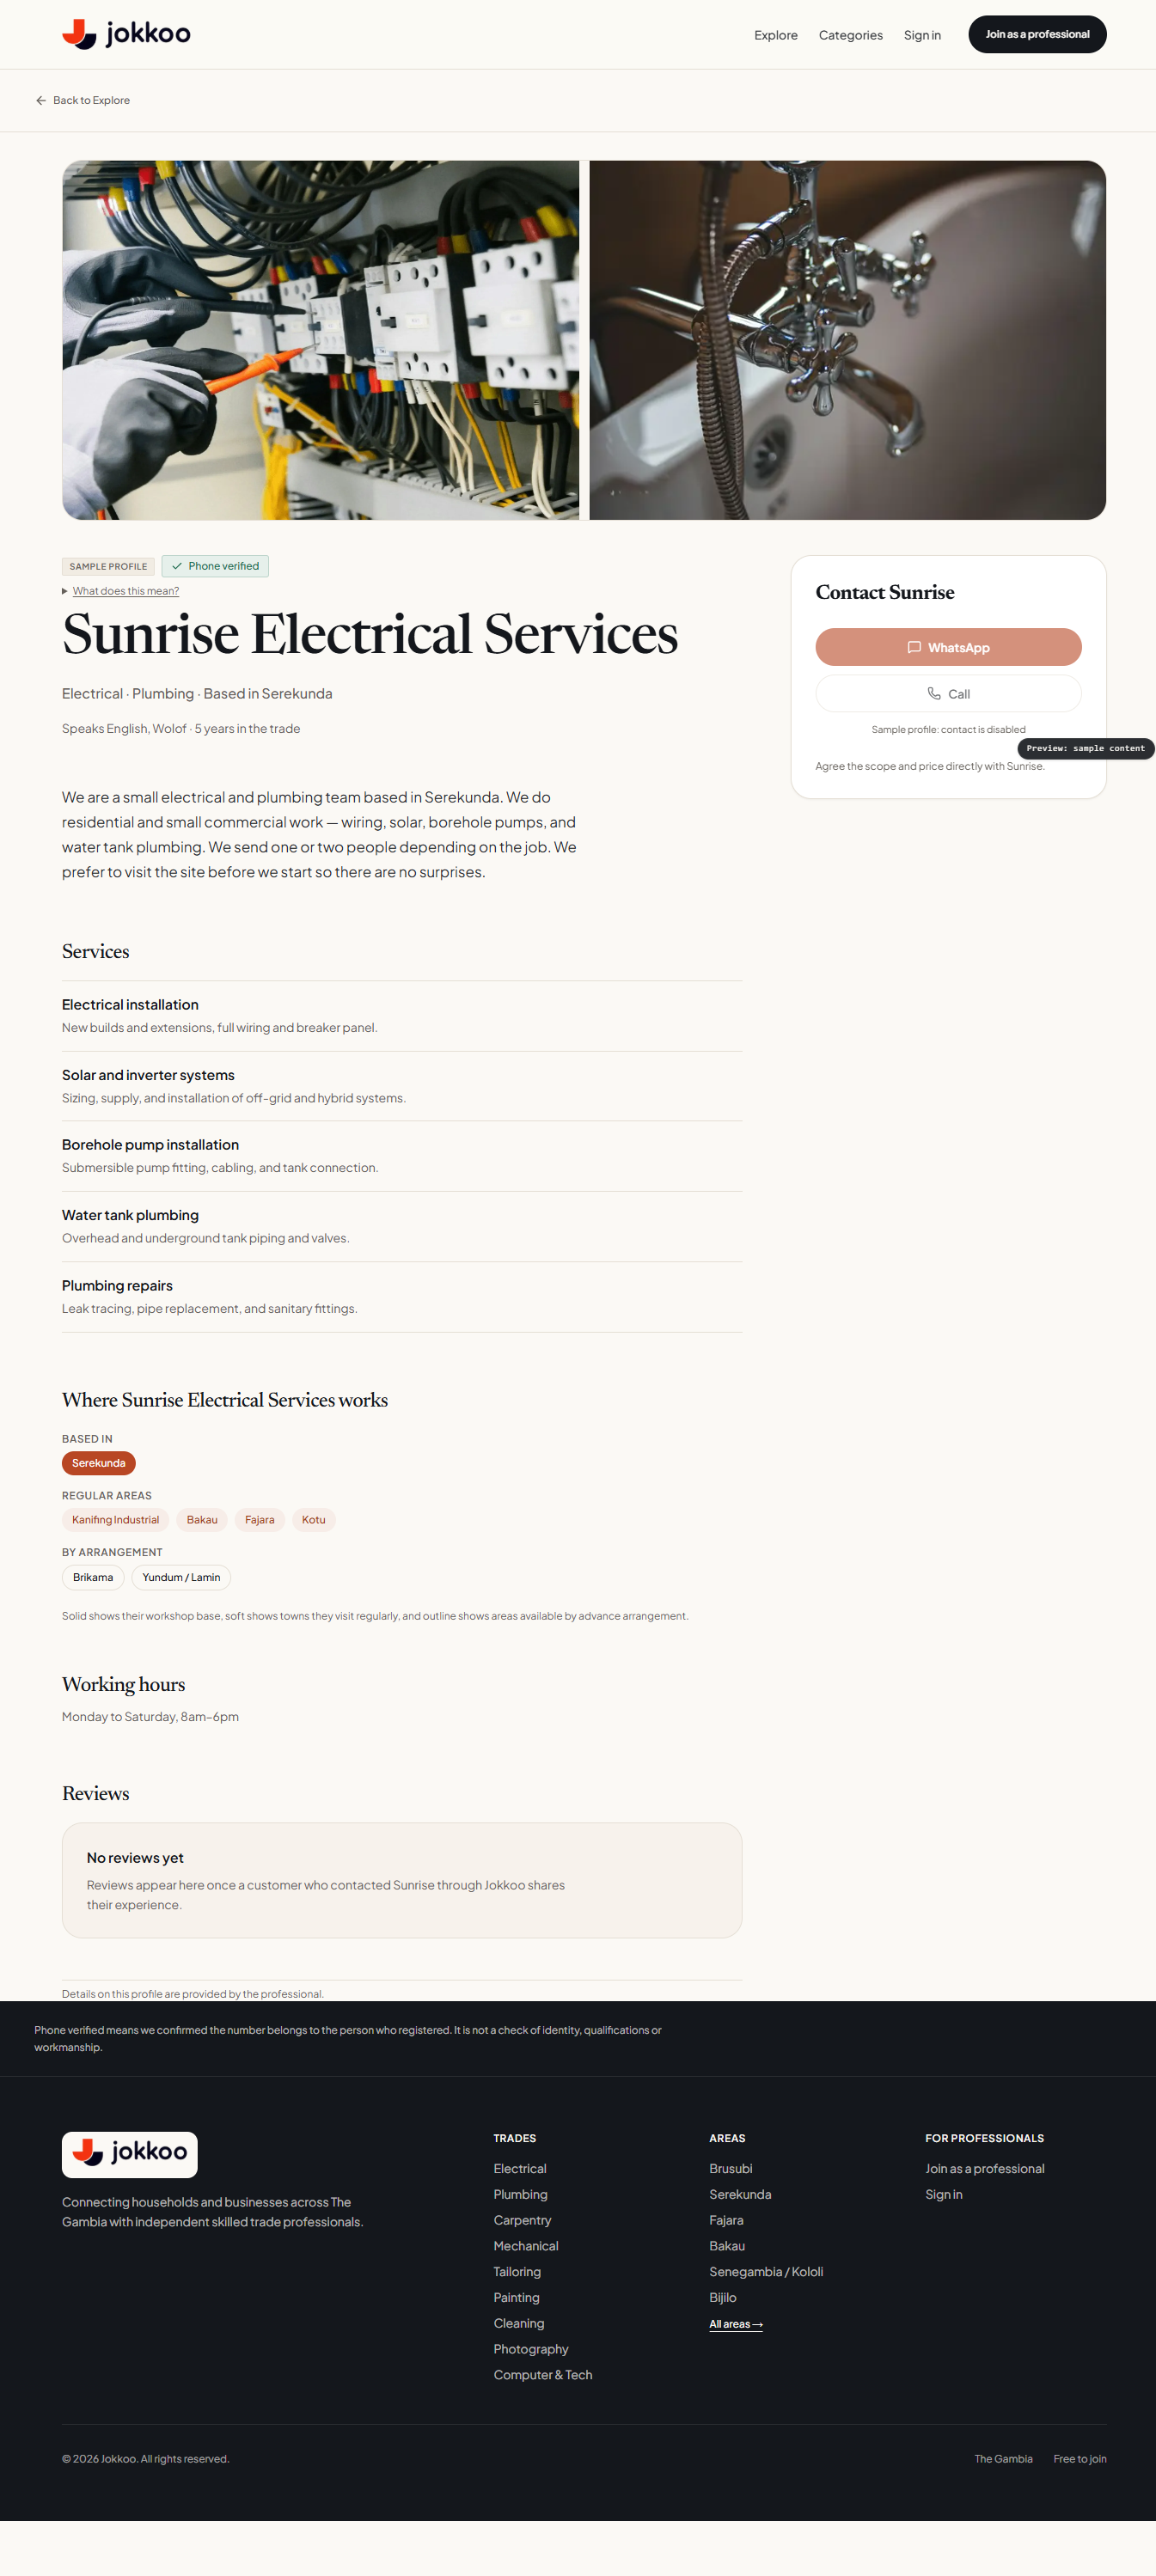 jokkoo
Explore
Categories
Sign in
Join as a professional
Back to Explore
SAMPLE PROFILE
Phone verified
What does this mean?
Sunrise Electrical Services
Electrical · Plumbing · Based in Serekunda
Speaks English, Wolof · 5 years in the trade
We are a small electrical and plumbing team based in Serekunda. We do
residential and small commercial work — wiring, solar, borehole pumps, and
water tank plumbing. We send one or two people depending on the job. We
prefer to visit the site before we start so there are no surprises.
Contact Sunrise
WhatsApp
Call
Sample profile: contact is disabled
Preview: sample content
Agree the scope and price directly with Sunrise.
Services
Electrical installation
New builds and extensions, full wiring and breaker panel.
Solar and inverter systems
Sizing, supply, and installation of off-grid and hybrid systems.
Borehole pump installation
Submersible pump fitting, cabling, and tank connection.
Water tank plumbing
Overhead and underground tank piping and valves.
Plumbing repairs
Leak tracing, pipe replacement, and sanitary fittings.
Where Sunrise Electrical Services works
BASED IN
Serekunda
REGULAR AREAS
Kanifing Industrial
Bakau
Fajara
Kotu
BY ARRANGEMENT
Brikama
Yundum / Lamin
Solid shows their workshop base, soft shows towns they visit regularly, and outline shows areas available by advance arrangement.
Working hours
Monday to Saturday, 8am–6pm
Reviews
No reviews yet
Reviews appear here once a customer who contacted Sunrise through Jokkoo shares
their experience.
Details on this profile are provided by the professional.
Phone verified means we confirmed the number belongs to the person who registered. It is not a check of identity, qualifications or
workmanship.
jokkoo
Connecting households and businesses across The
Gambia with independent skilled trade professionals.
TRADES
Electrical
Plumbing
Carpentry
Mechanical
Tailoring
Painting
Cleaning
Photography
Computer & Tech
AREAS
Brusubi
Serekunda
Fajara
Bakau
Senegambia / Kololi
Bijilo
All areas →
FOR PROFESSIONALS
Join as a professional
Sign in
© 2026 Jokkoo. All rights reserved.
The Gambia
Free to join